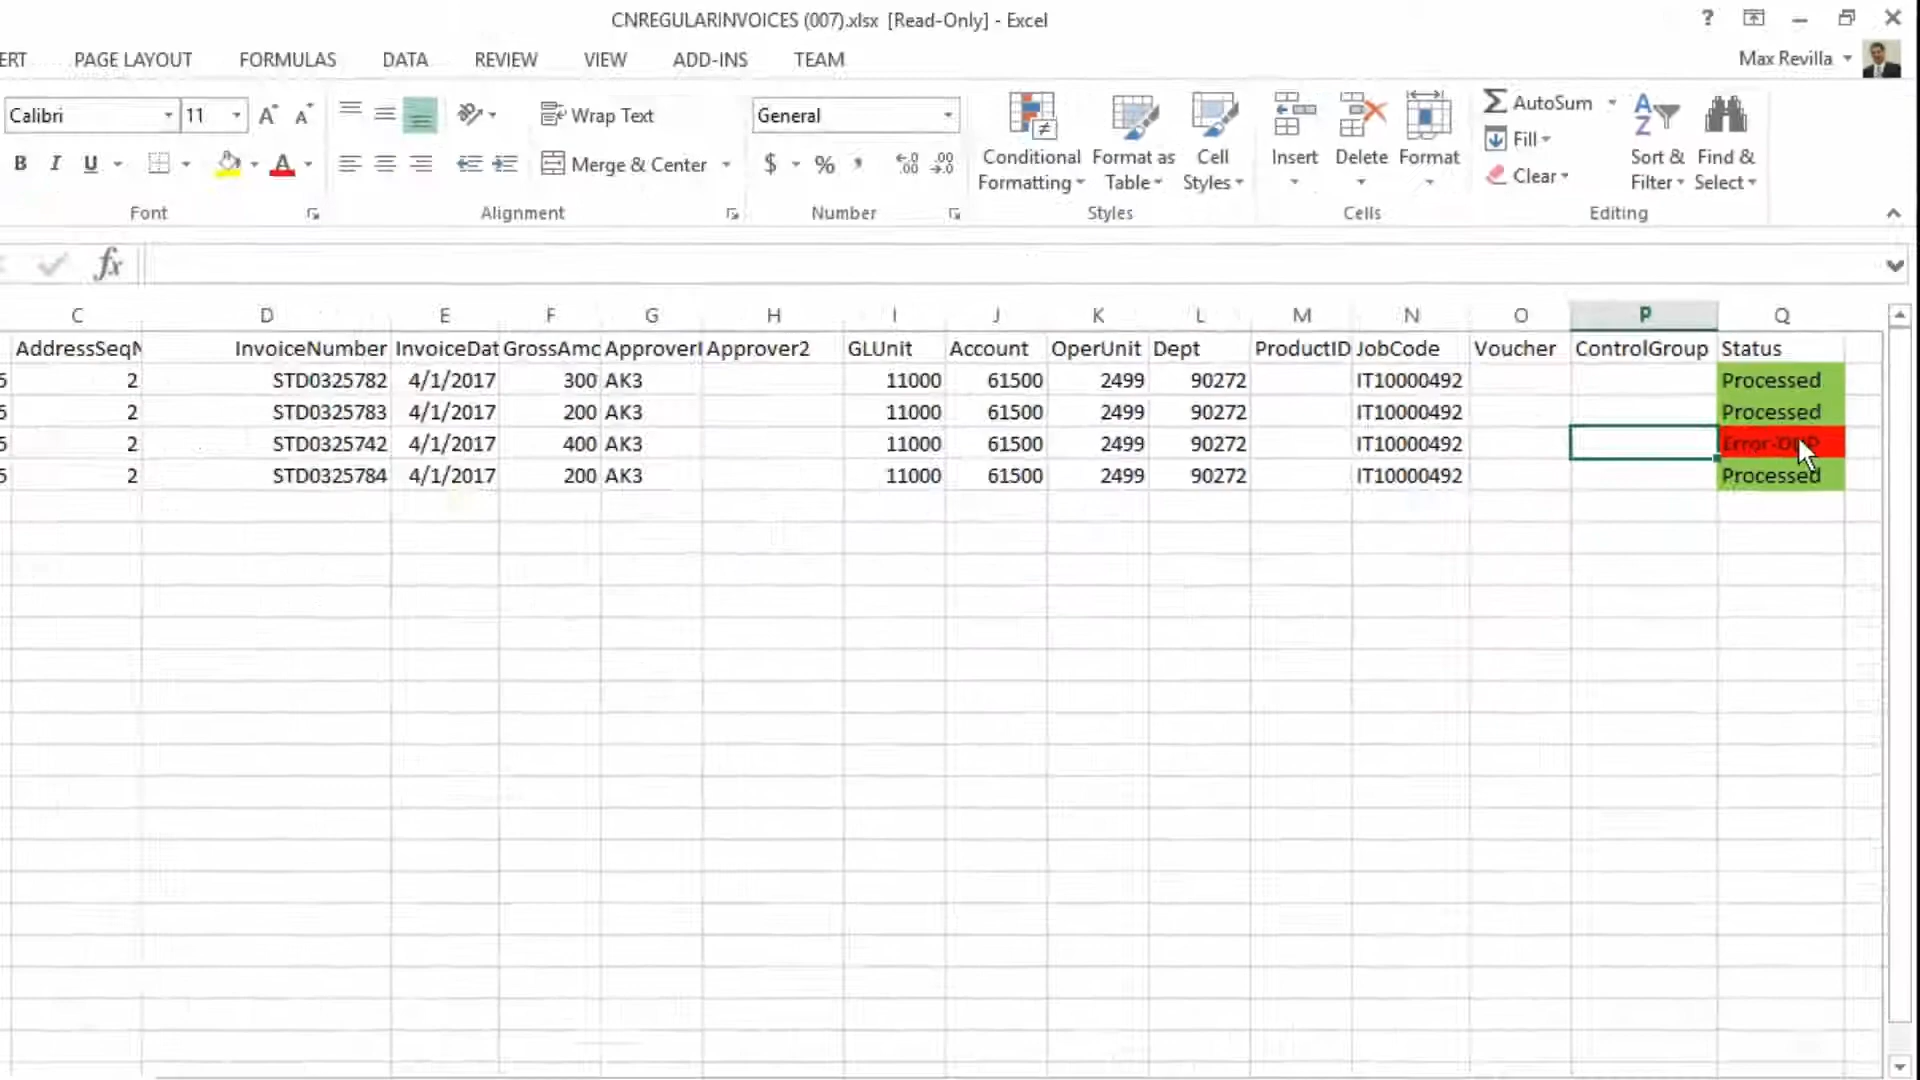 CNREGULARINVOICES (007).xlsx [Read-Only] - Excel
?
ERT PAGE LAYOUT FORMULAS DATA REVIEW VIEW ADD-INS TEAM Max Revilla
Calibri 11 A A Wrap Text General Conditional Formatting Format as Table Cell Styles Insert Delete Format AutoSum Fill Clear Sort & Filter Find & Select
B I U A Merge & Center $ % ,
Font Alignment Number Styles Cells Editing
fx
C D E F G H I J K L M N O P Q
AddressSeqN InvoiceNumber InvoiceDat GrossAmc Approver Approver2 GLUnit Account OperUnit Dept ProductID JobCode Voucher ControlGroup Status
5 2 STD0325782 4/1/2017 300 AK3 11000 61500 2499 90272 IT10000492 Processed
5 2 STD0325783 4/1/2017 200 AK3 11000 61500 2499 90272 IT10000492 Processed
5 2 STD0325742 4/1/2017 400 AK3 11000 61500 2499 90272 IT10000492
5 2 STD0325784 4/1/2017 200 AK3 11000 61500 2499 90272 IT10000492 Processed